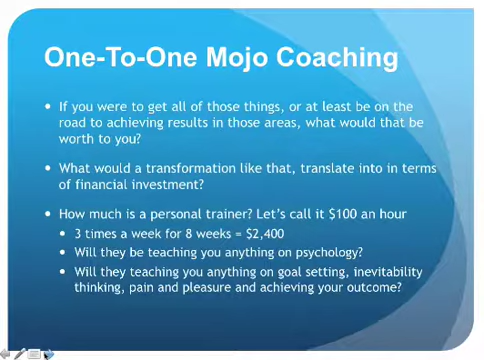 One-To-One Mojo Coaching
If you were to get all of those things, or at least be on the
road to achieving results in those areas, what would that be
worth to you?
What would a transformation like that, translate into in terms
of financial investment?
How much is a personal trainer? Let's call it $100 an hour
3 times a week for 8 weeks = $2,400
Will they be teaching you anything on psychology?
Will they teaching you anything on goal setting, inevitability
thinking, pain and pleasure and achieving your outcome?